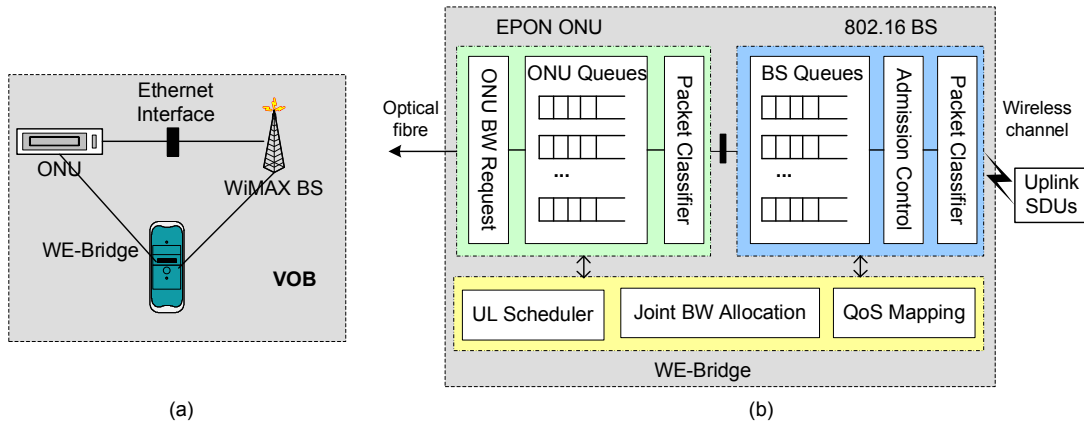 Ethernet
Interface
ONU
WiMAX BS
WE-Bridge
VOB
(a)
EPON ONU
802.16 BS
Optical
fibre
ONU BW Request
ONU Queues
...
Packet Classifier
BS Queues
...
Admission Control
Packet Classifier
Wireless
channel
Uplink
SDUs
UL Scheduler
Joint BW Allocation
QoS Mapping
WE-Bridge
(b)